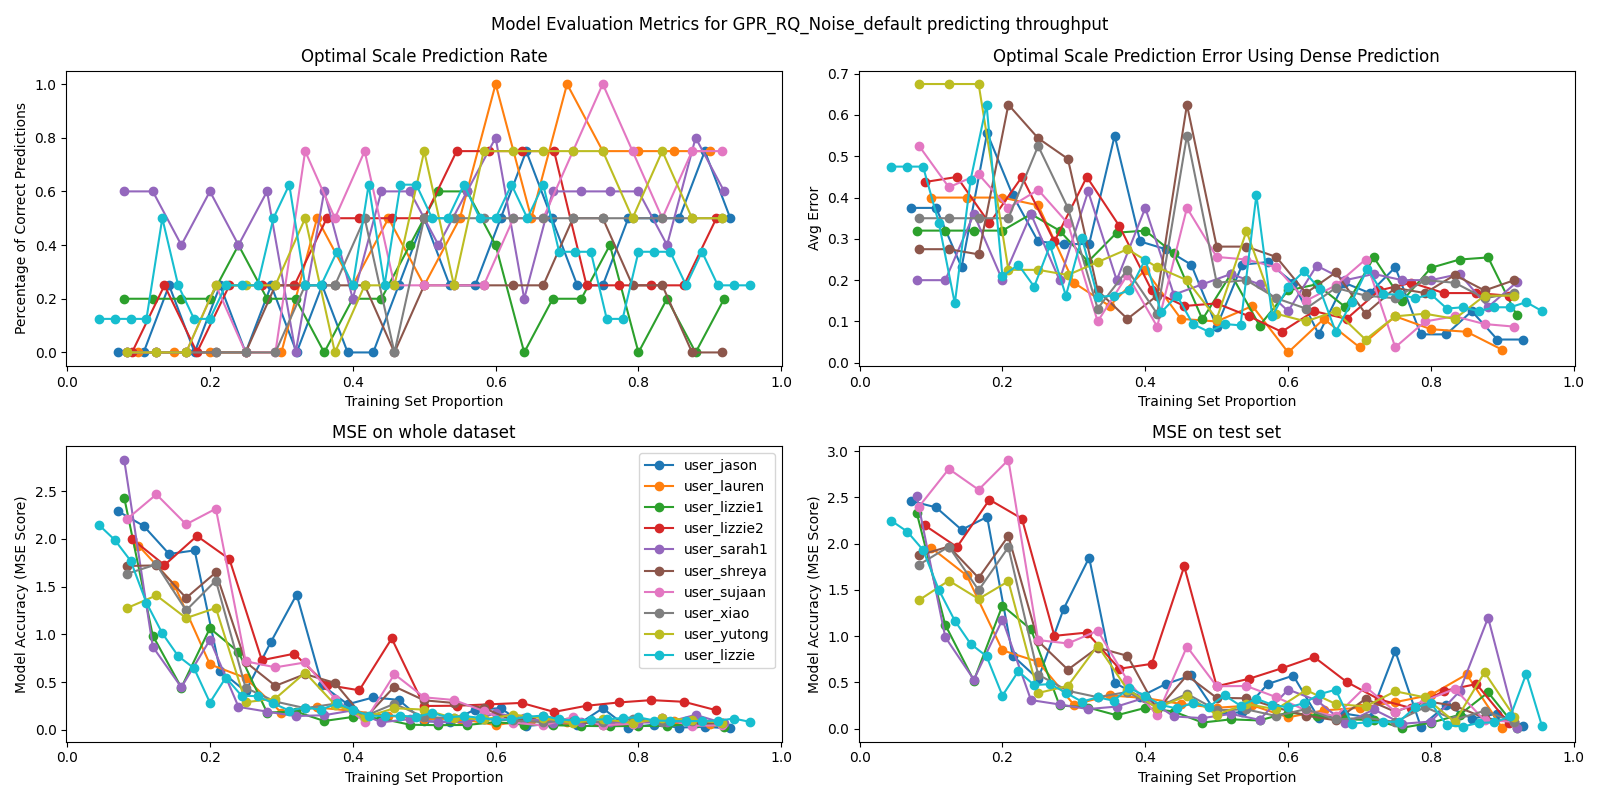 Model Evaluation Metrics for GPR_RQ_Noise_default predicting throughput
Optimal Scale Prediction Rate
Percentage of Correct Predictions
1.0
0.8
0.6
0.4
0.2
0.0
0.0 0.2 0.4 0.6 0.8 1.0
Training Set Proportion
Optimal Scale Prediction Error Using Dense Prediction
Avg Error
0.7
0.6
0.5
0.4
0.3
0.2
0.1
0.0
0.0 0.2 0.4 0.6 0.8 1.0
Training Set Proportion
MSE on whole dataset
Model Accuracy (MSE Score)
2.5
2.0
1.5
1.0
0.5
0.0
user_jason
user_lauren
user_lizzie1
user_lizzie2
user_sarah1
user_shreya
user_sujaan
user_xiao
user_yutong
user_lizzie
0.0 0.2 0.4 0.6 0.8 1.0
Training Set Proportion
MSE on test set
Model Accuracy (MSE Score)
3.0
2.5
2.0
1.5
1.0
0.5
0.0
0.0 0.2 0.4 0.6 0.8 1.0
Training Set Proportion